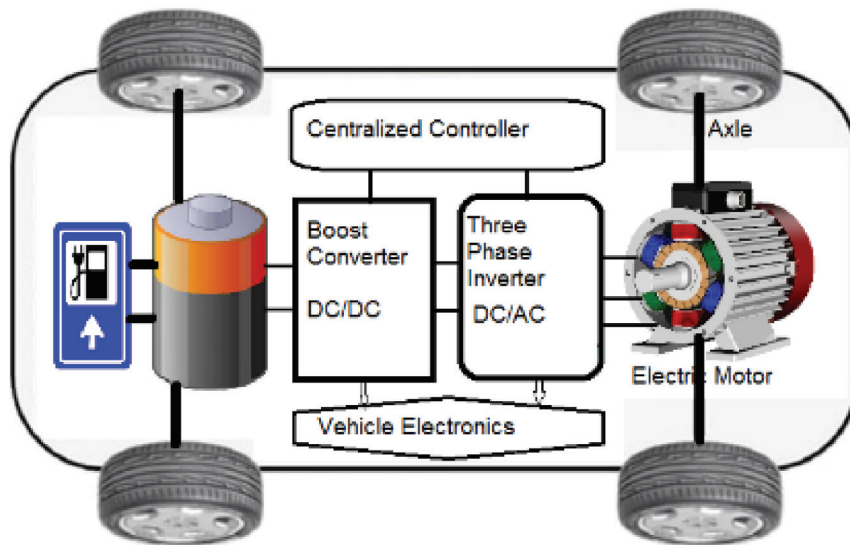 Centralized Controller
Axle
Boost
Converter
DC/DC
Three
Phase
Inverter
DC/AC
Electric Motor
Vehicle Electronics